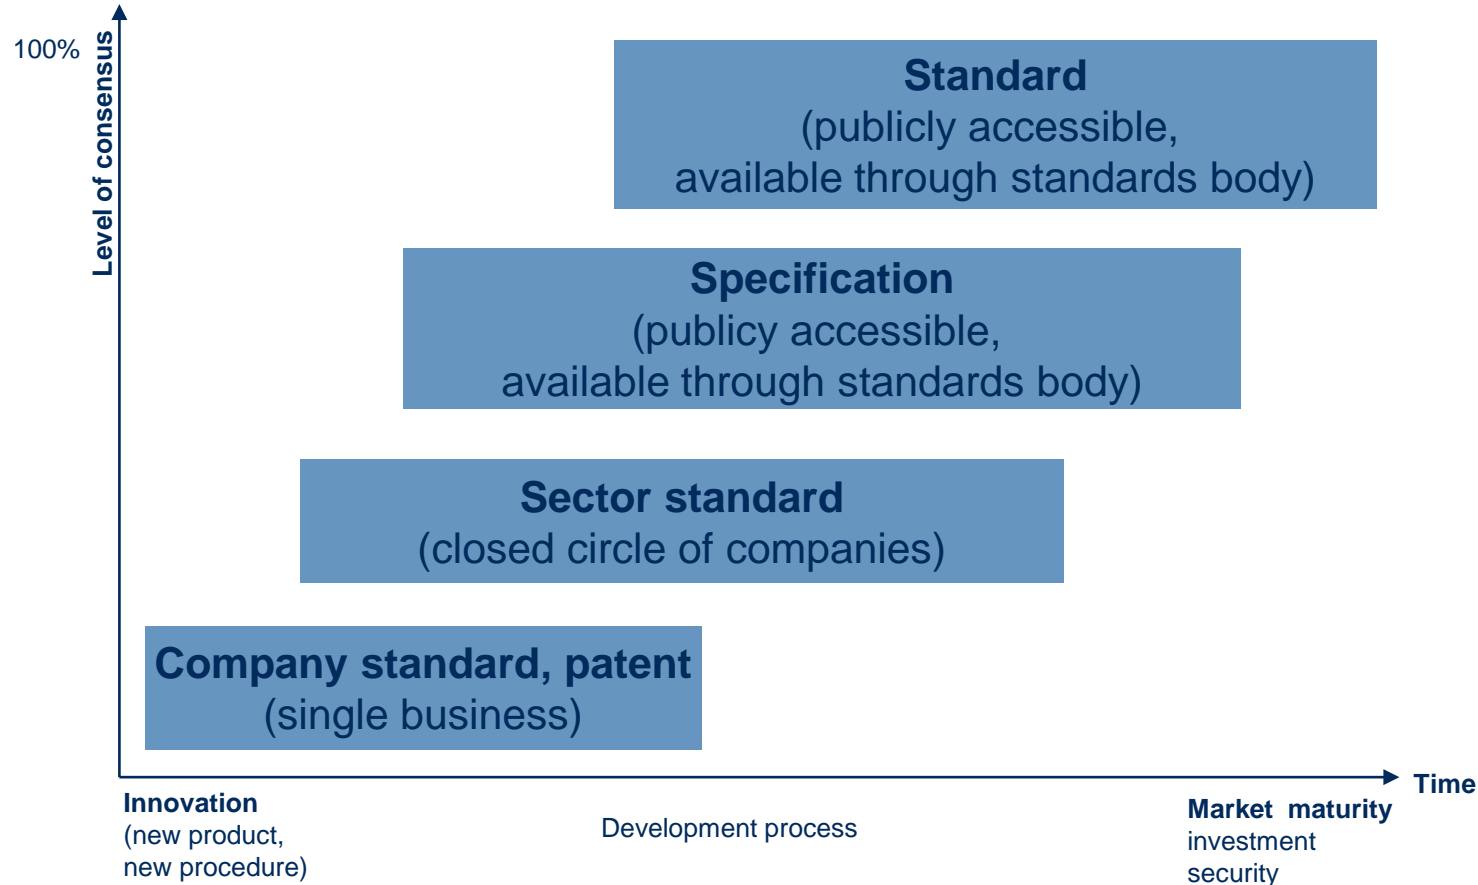 100%
Level of consensus
Standard
(publicly accessible,
available through standards body)
Specification
(publicy accessible,
available through standards body)
Sector standard
(closed circle of companies)
Company standard, patent
(single business)
Time
Innovation
(new product,
new procedure)
Development process
Market maturity
investment
security